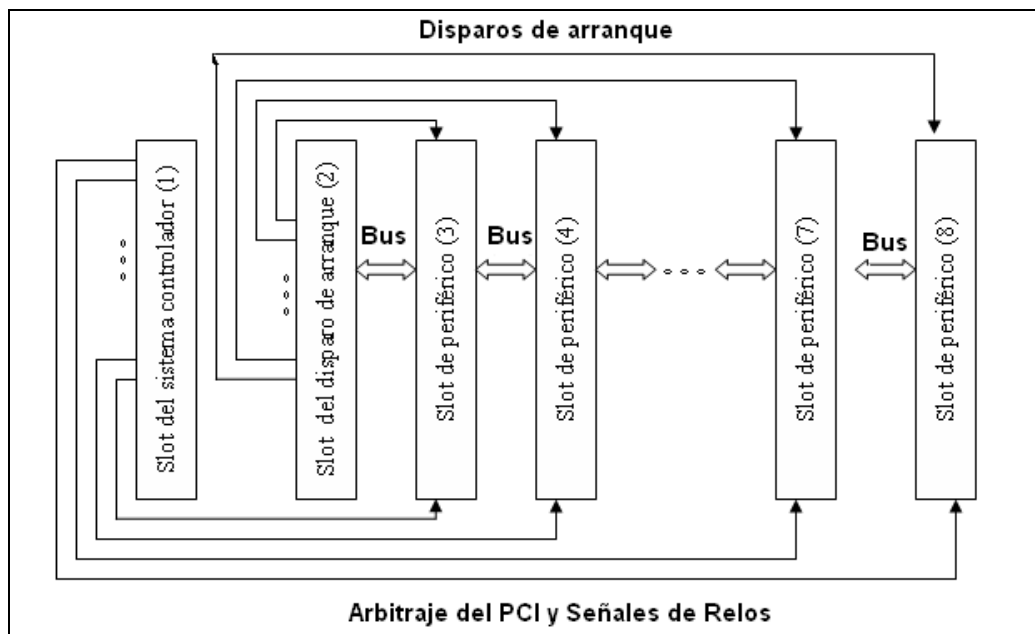 Disparos de arranque
Slot del sistema controlador (1)
Slot del disparo de arranque (2)
Bus
Slot de periférico (3)
Bus
Slot de periférico (4)
Slot de periférico (7)
Bus
Slot de periférico (8)
Arbitraje del PCI y Señales de Relos